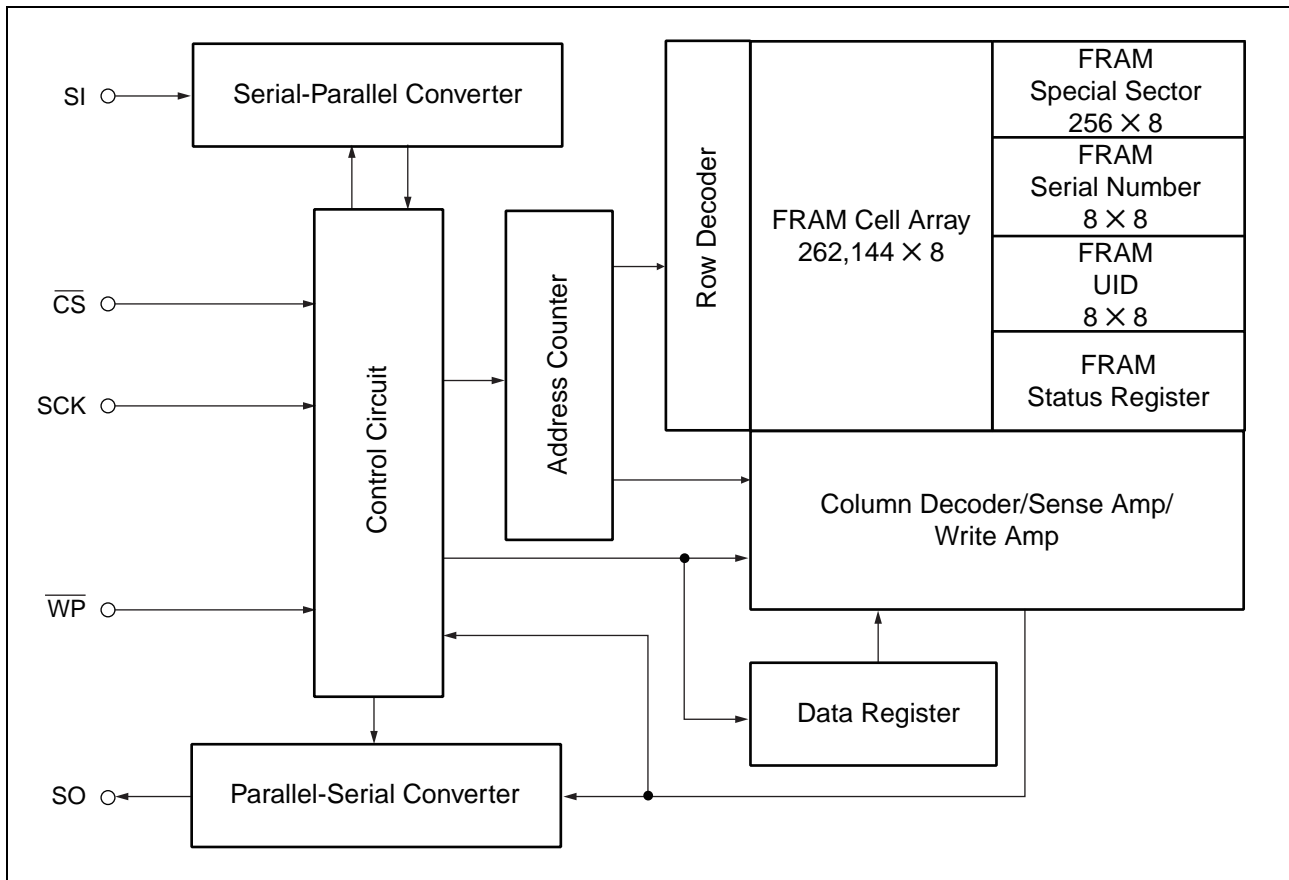 SI
Serial-Parallel Converter
FRAM
Special Sector
256 × 8
FRAM
Serial Number
8 × 8
FRAM
UID
8 × 8
FRAM
Status Register
Row Decoder
FRAM Cell Array
262,144 × 8
C̅S̅
SCK
W̅P̅
Control Circuit
Address Counter
Column Decoder/Sense Amp/
Write Amp
Data Register
SO
Parallel-Serial Converter